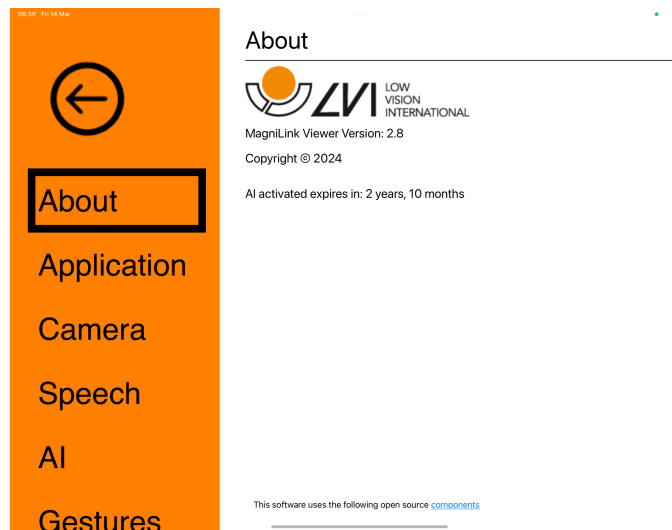 09:50 Fri 14 Mar
About
Application
Camera
Speech
AI
Gestures
About
LVI LOW
VISION
INTERNATIONAL
MagniLink Viewer Version: 2.8
Copyright © 2024
AI activated expires in: 2 years, 10 months
This software uses the following open source components